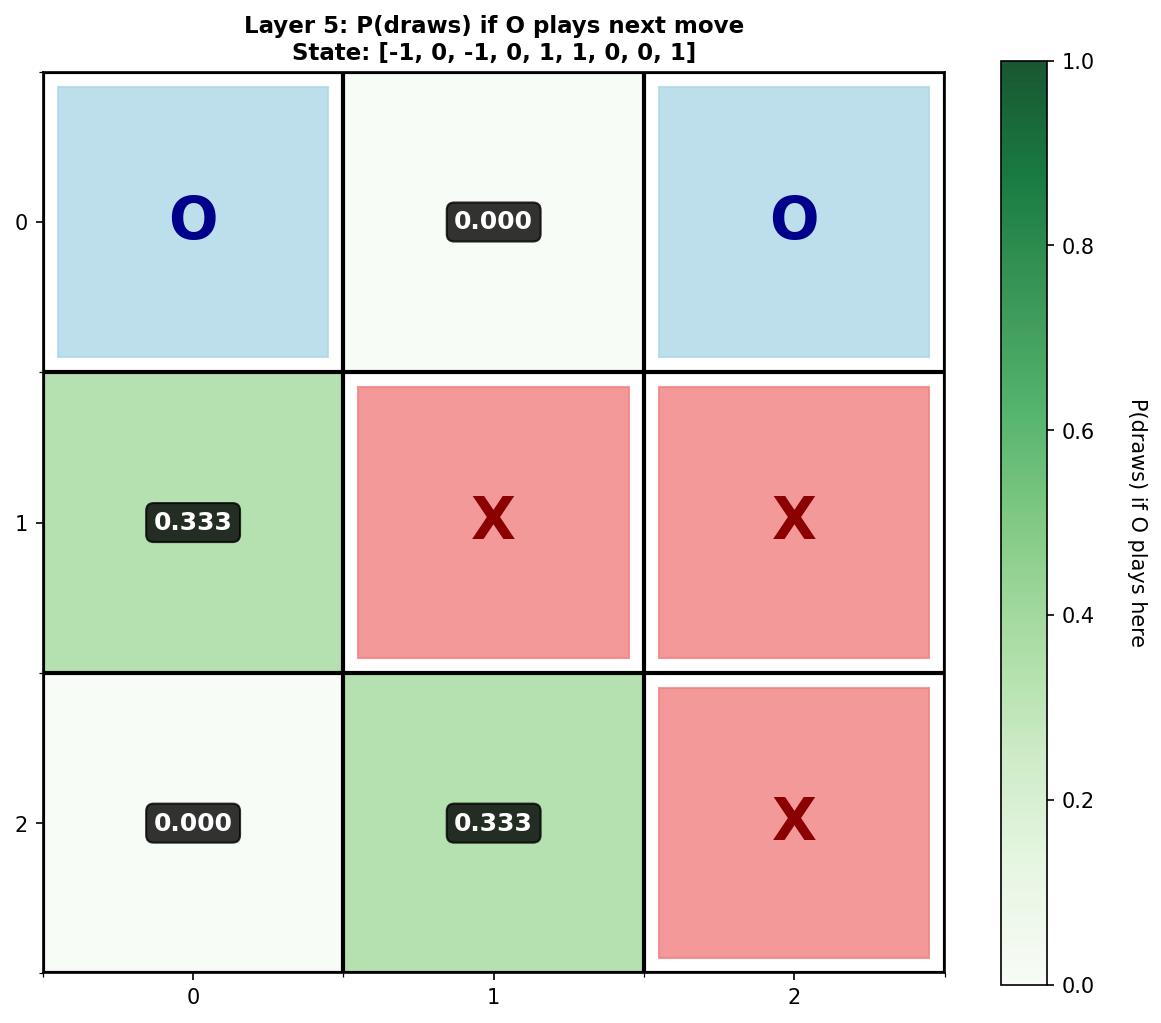 Layer 5: P(draws) if O plays next move
State: [-1, 0, -1, 0, 1, 1, 0, 0, 1]
O
0.000
O
0.333
X
X
0.000
0.333
X
0
1
2
0
1
2
1.0
0.8
0.6
0.4
0.2
0.0
P(draws) if O plays here